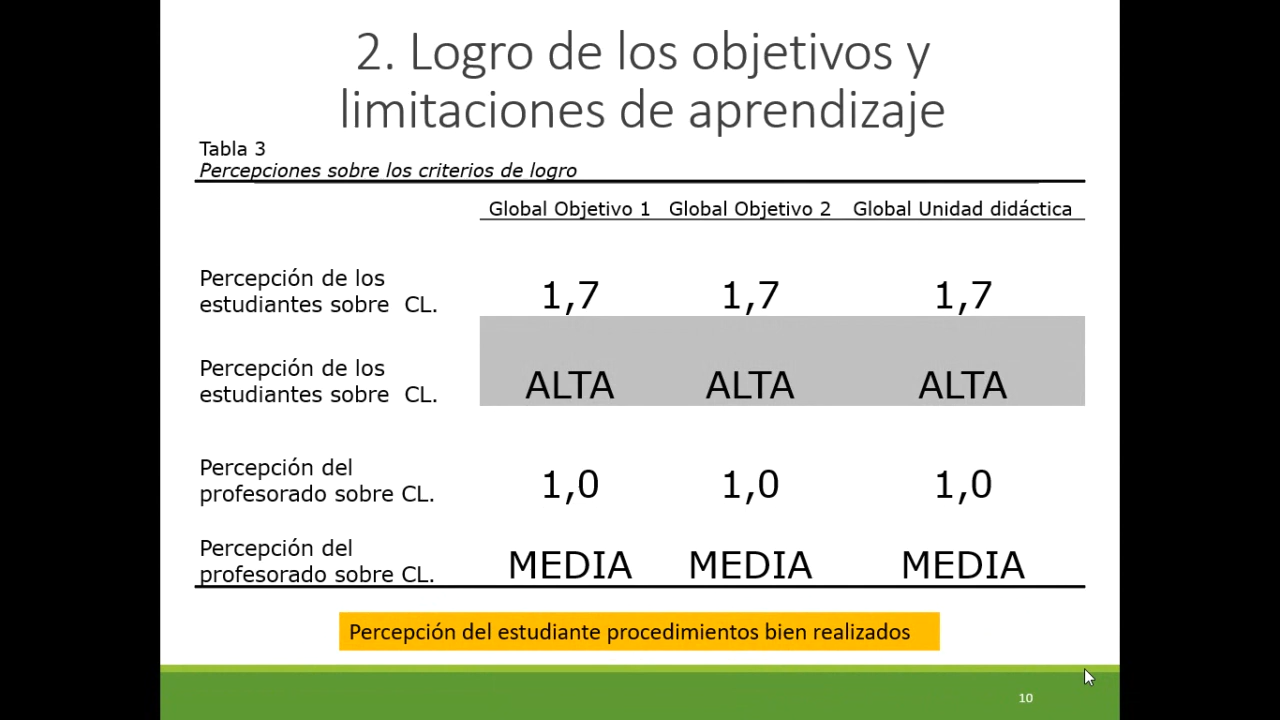 2. Logro de los objetivos y
limitaciones de aprendizaje
Tabla 3
Percepciones sobre los criterios de logro
Global Objetivo 1 Global Objetivo 2 Global Unidad didáctica
Percepción de los
estudiantes sobre CL. 1,7 1,7 1,7
Percepción de los
estudiantes sobre CL. ALTA ALTA ALTA
Percepción del
profesorado sobre CL. 1,0 1,0 1,0
Percepción del
profesorado sobre CL. MEDIA MEDIA MEDIA
Percepción del estudiante procedimientos bien realizados
10